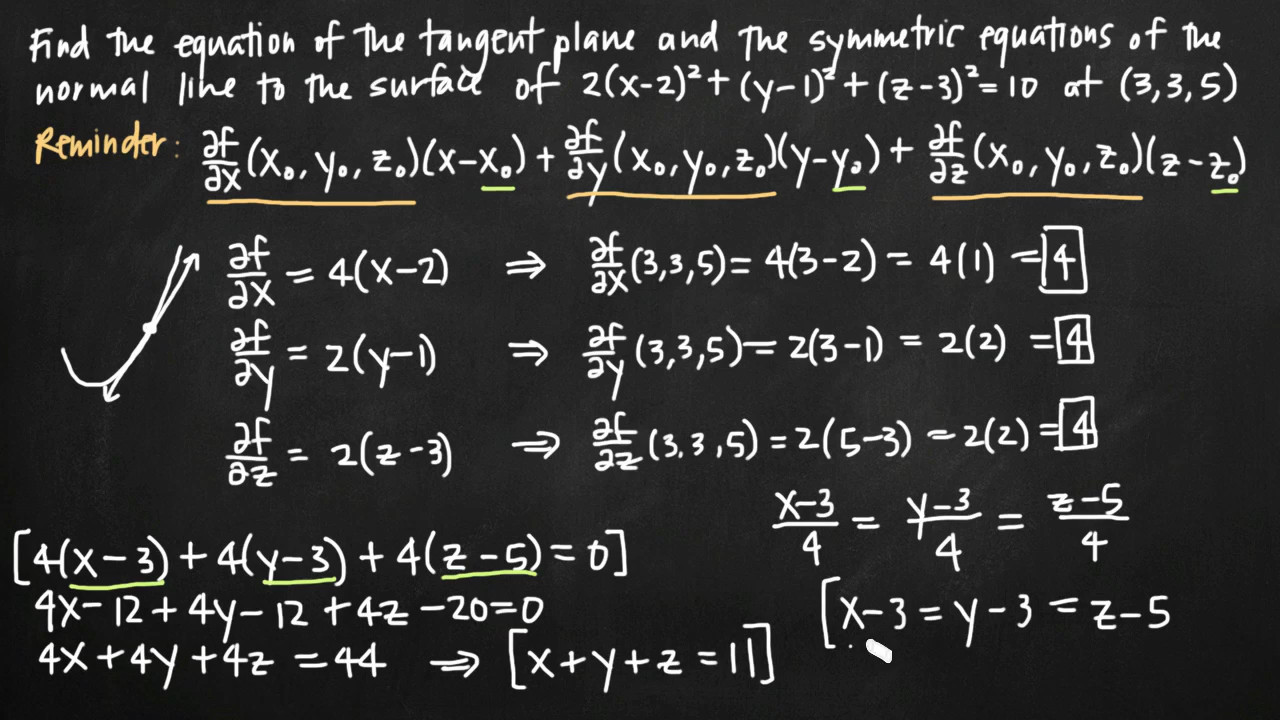 Find the equation of the tangent plane and the symmetric equations of the
normal line to the surface of 2(x-2)²+(y-1)²+(z-3)²=10 at (3,3,5)
Reminder: ∂f/∂x(x₀,y₀,z₀)(x-x₀)+∂f/∂y(x₀,y₀,z₀)(y-y₀)+∂f/∂z(x₀,y₀,z₀)(z-z₀)
∂f/∂x = 4(x-2) ⇒ ∂f/∂x(3,3,5)=4(3-2)=4(1)=4
∂f/∂y = 2(y-1) ⇒ ∂f/∂y(3,3,5)=2(3-1)=2(2)=4
∂f/∂z = 2(z-3) ⇒ ∂f/∂z(3,3,5)=2(5-3)=2(2)=4
[4(x-3)+4(y-3)+4(z-5)=0]
4x-12+4y-12+4z-20=0
4x+4y+4z=44 ⇒ [x+y+z=11]
(x-3)/4 = (y-3)/4 = (z-5)/4
[x-3=y-3=z-5